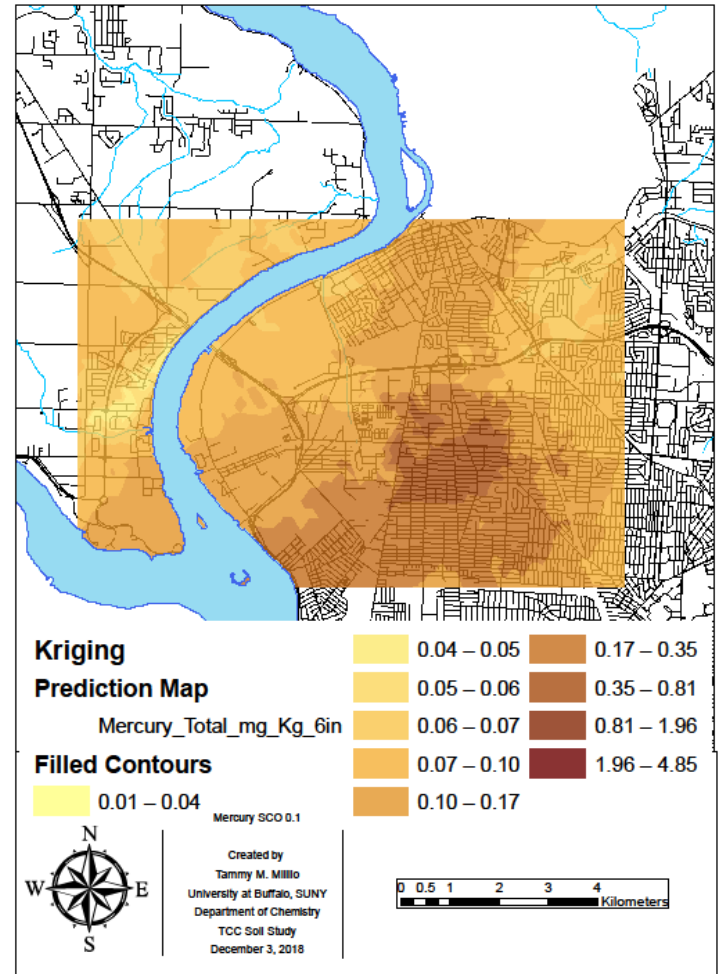 Kriging
Prediction Map
Mercury_Total_mg_Kg_6in
Filled Contours
0.01 – 0.04
0.04 – 0.05
0.05 – 0.06
0.06 – 0.07
0.07 – 0.10
0.10 – 0.17
0.17 – 0.35
0.35 – 0.81
0.81 – 1.96
1.96 – 4.85
Mercury SCO 0.1
N
W E
S
Created by
Tammy M. Milillo
University at Buffalo, SUNY
Department of Chemistry
TCC Soil Study
December 3, 2018
0 0.5 1 2 3 4
Kilometers